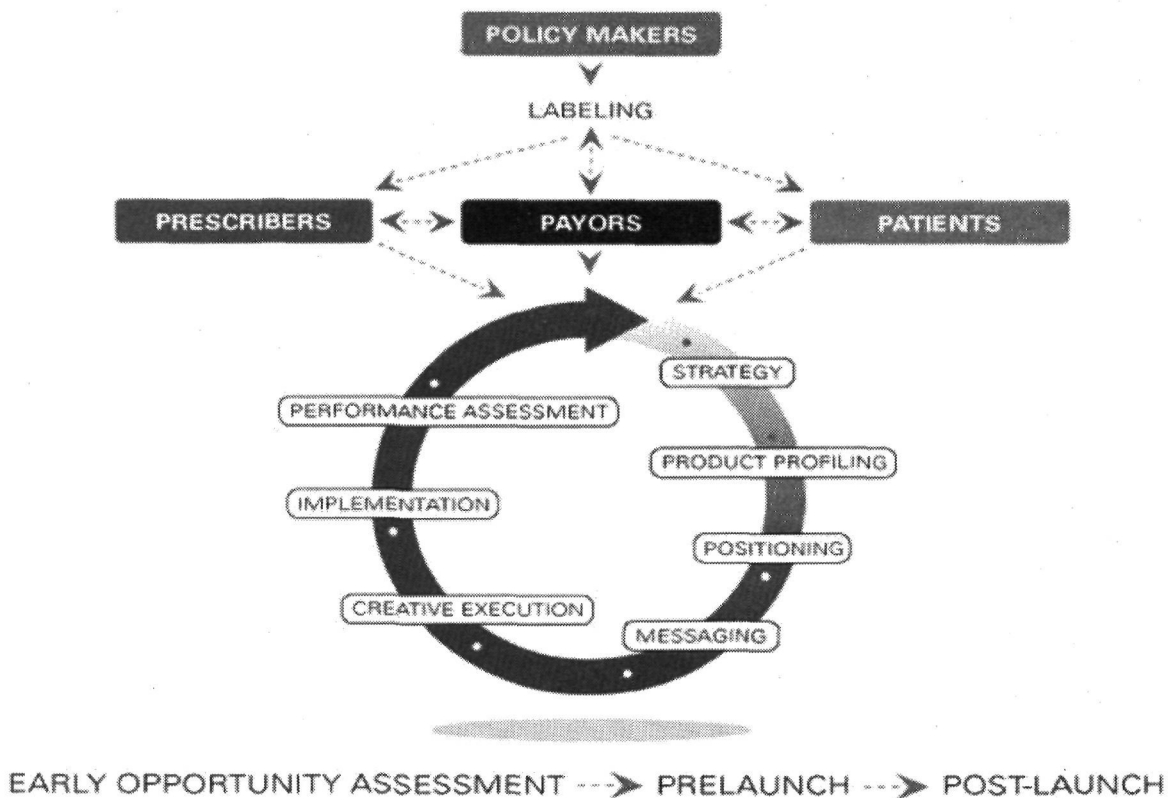 POLICY MAKERS
LABELING
PRESCRIBERS
PAYORS
PATIENTS
STRATEGY
PERFORMANCE ASSESSMENT
PRODUCT PROFILING
IMPLEMENTATION
POSITIONING
CREATIVE EXECUTION
MESSAGING
EARLY OPPORTUNITY ASSESSMENT PRELAUNCH POST-LAUNCH